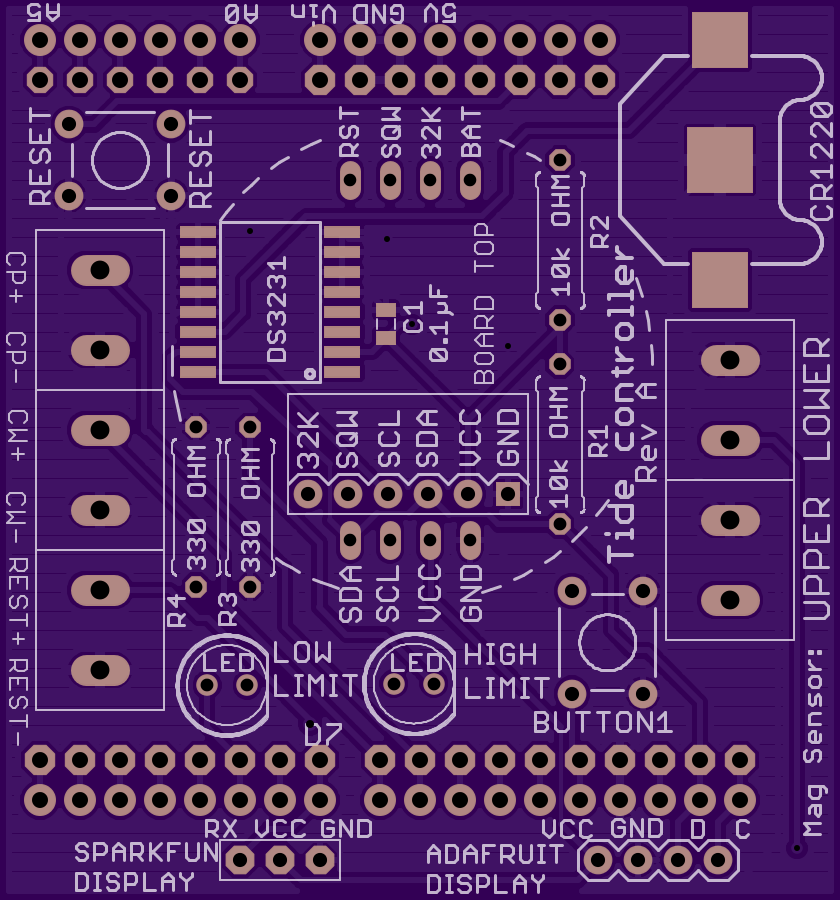 A5
A0
Vin
GND
5V
RESET
RESET
RST
SQW
32K
BAT
CR1220
DS3231
C1
0.1µF
BOARD TOP
10k OHM
R2
10k OHM
R1
Tide controller
Rev A
CP+
CP-
CW+
CW-
REST+
REST-
32K
SQW
SCL
SDA
VCC
GND
SDA
SCL
VCC
GND
330 OHM
R4
330 OHM
R3
LED
LOW
LIMIT
LED
HIGH
LIMIT
BUTTON1
UPPER LOWER
Mag Sensor:
D7
RX VCC GND
SPARKFUN
DISPLAY
VCC GND D C
ADAFRUIT
DISPLAY